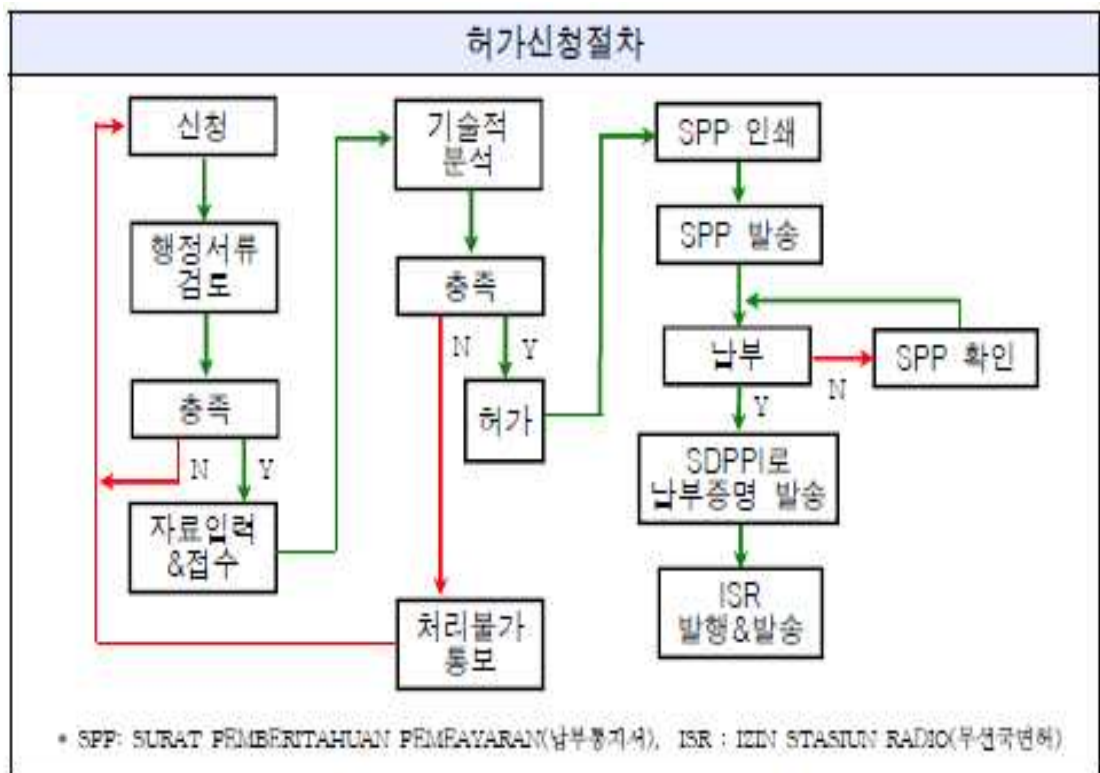 허가신청절차
신청
행정서류
검토
충족
N
Y
자료입력
&접수
기술적
분석
충족
N
Y
허가
처리불가
통보
SPP 인쇄
SPP 발송
납부
N
Y
SPP 확인
SDPPI로
납부증명 발송
ISR
발행&발송
* SPP: SURAT PEMBERITAHUAN PEMEAYARAN(납부통지서), ISR : IZIN STASIUN RADIO(무선국면허)